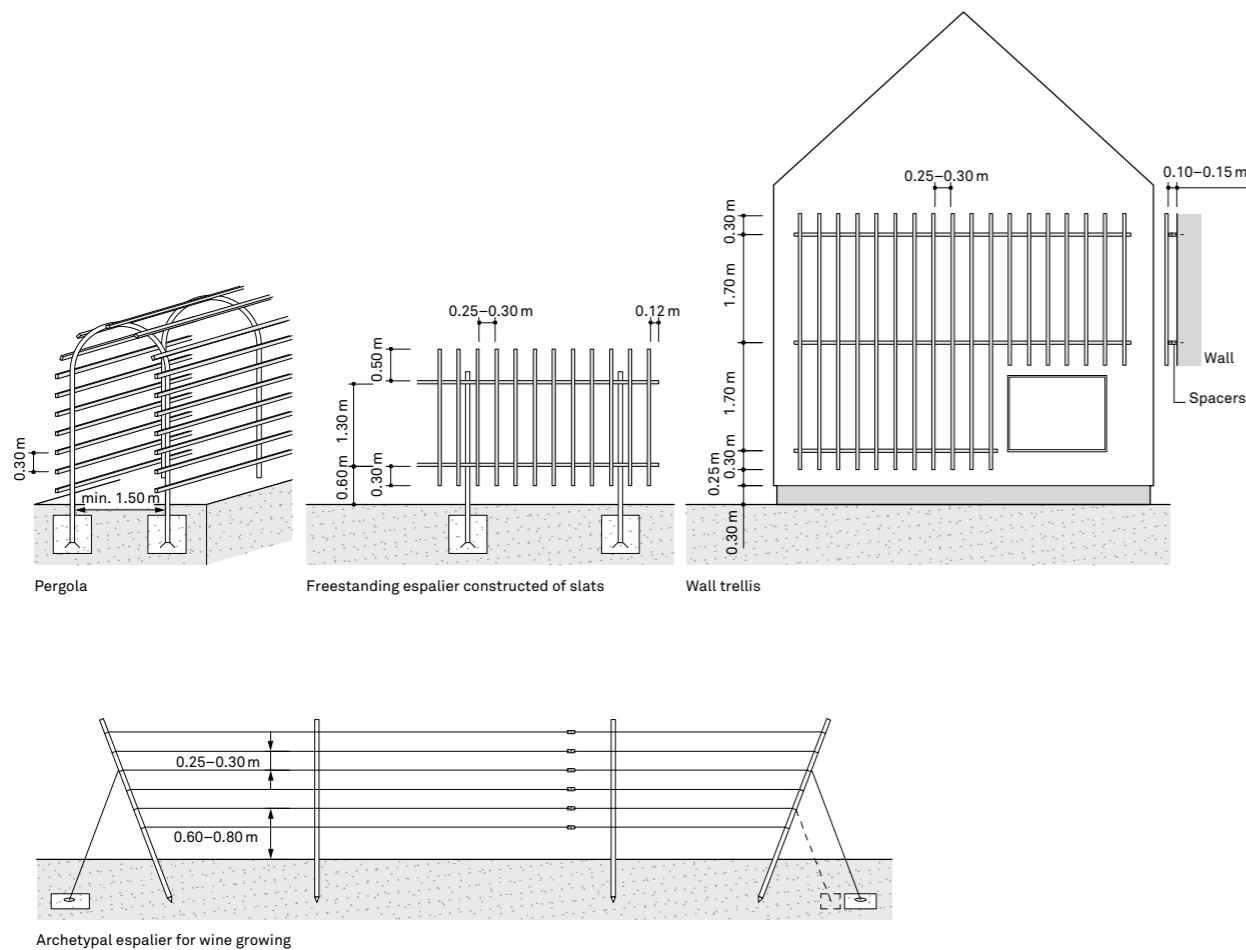 0.30 m
min. 1.50 m
Pergola
0.25–0.30 m
0.12 m
0.50 m
1.30 m
0.60 m
0.30 m
Freestanding espalier constructed of slats
0.25–0.30 m
0.10–0.15 m
0.30 m
1.70 m
1.70 m
0.30 m
0.25 m
0.30 m
Wall
Spacers
Wall trellis
0.25–0.30 m
0.60–0.80 m
Archetypal espalier for wine growing